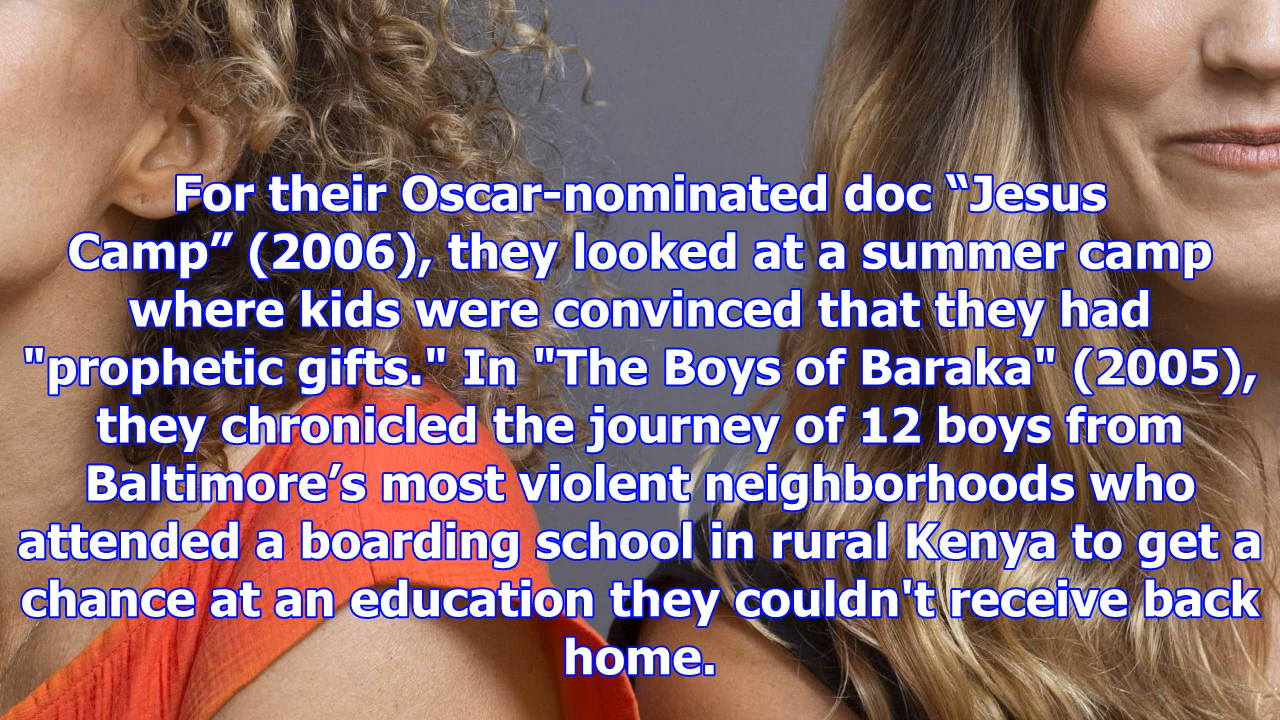 For their Oscar-nominated doc “Jesus
Camp” (2006), they looked at a summer camp
where kids were convinced that they had
"prophetic gifts." In "The Boys of Baraka" (2005),
they chronicled the journey of 12 boys from
Baltimore’s most violent neighborhoods who
attended a boarding school in rural Kenya to get a
chance at an education they couldn't receive back
home.